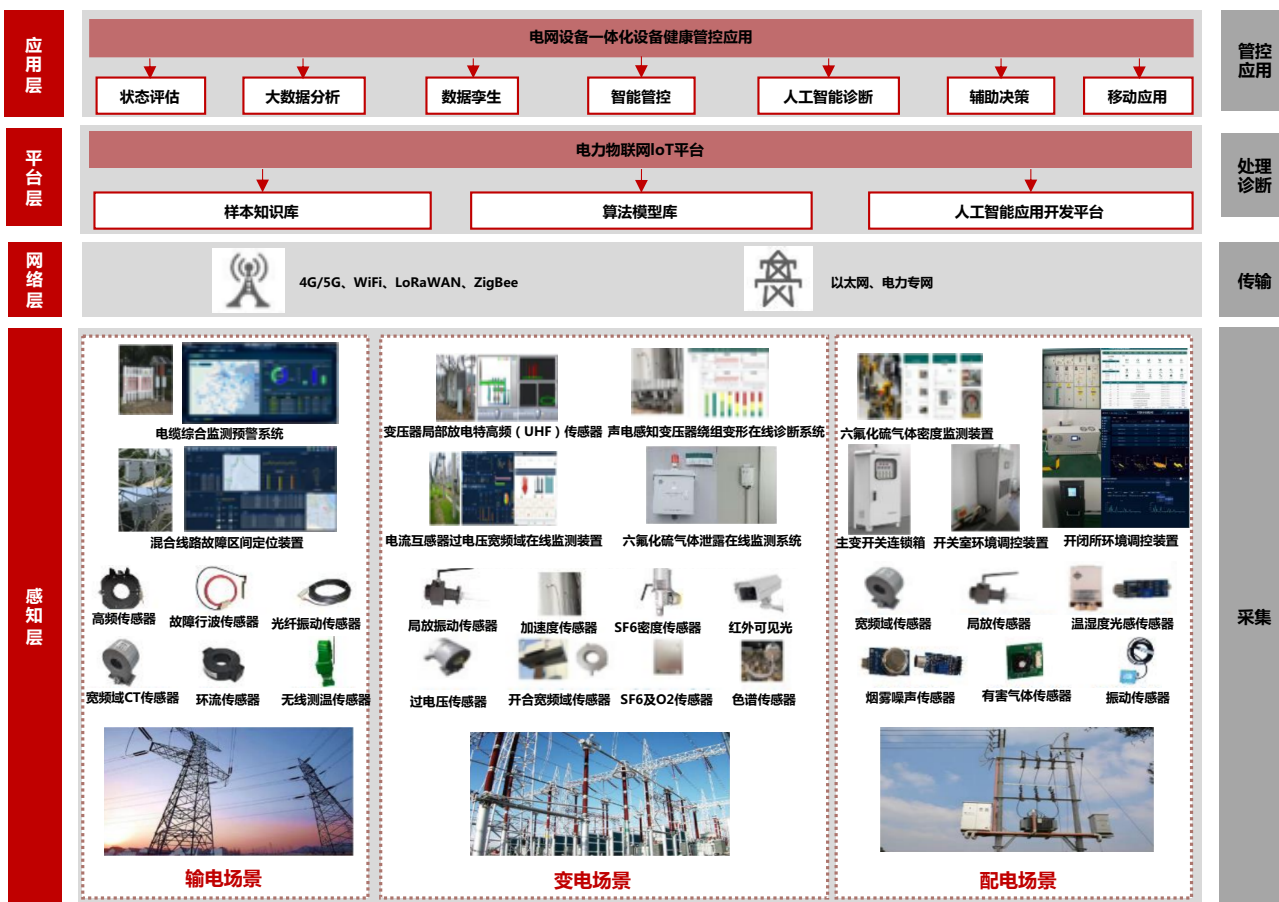 应用层
电网设备一体化设备健康管控应用
状态评估
大数据分析
数据孪生
智能管控
人工智能诊断
辅助决策
移动应用
管控
应用
平台层
电力物联网IoT平台
样本知识库
算法模型库
人工智能应用开发平台
处理
诊断
网络层
4G/5G、WiFi、LoRaWAN、ZigBee
以太网、电力专网
传输
感知层
电缆综合监测预警系统
混合线路故障区间定位装置
高频传感器
故障行波传感器
光纤振动传感器
宽频域CT传感器
环流传感器
无线测温传感器
输电场景
变压器局部放电特高频（UHF）传感器
声电感知变压器绕组变形在线诊断系统
电流互感器过电压宽频域在线监测装置
六氟化硫气体泄露在线监测系统
局放振动传感器
加速度传感器
SF6密度传感器
红外可见光
过电压传感器
开合宽频域传感器
SF6及O2传感器
色谱传感器
变电场景
六氟化硫气体密度监测装置
主变开关连锁箱
开关室环境调控装置
开闭所环境调控装置
宽频域传感器
局放传感器
温湿度光感传感器
烟雾噪声传感器
有害气体传感器
振动传感器
配电场景
采集